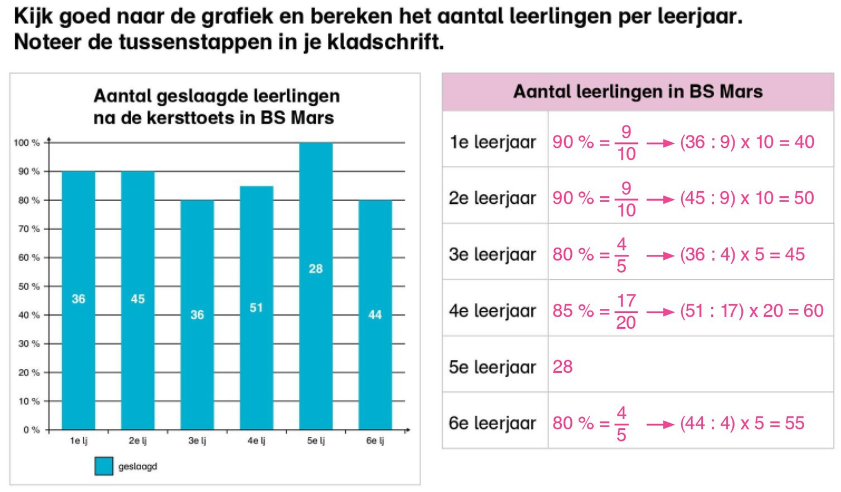 Kijk goed naar de grafiek en bereken het aantal leerlingen per leerjaar.
Noteer de tussenstappen in je kladschrift.
Aantal geslaagde leerlingen
na de kersttoets in BS Mars
100 %
90 %
80 %
70 %
60 %
50 %
40 %
30 %
20 %
10 %
0 %
36
45
36
51
28
44
1e lj
2e lj
3e lj
4e lj
5e lj
6e lj
geslaagd
Aantal leerlingen in BS Mars
1e leerjaar 90 % = 9/10 → (36 : 9) x 10 = 40
2e leerjaar 90 % = 9/10 → (45 : 9) x 10 = 50
3e leerjaar 80 % = 4/5 → (36 : 4) x 5 = 45
4e leerjaar 85 % = 17/20 → (51 : 17) x 20 = 60
5e leerjaar 28
6e leerjaar 80 % = 4/5 → (44 : 4) x 5 = 55